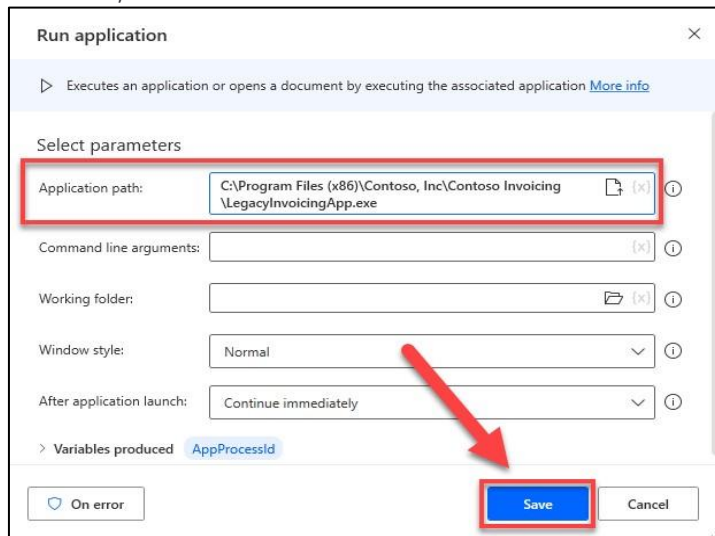 Run application
Executes an application or opens a document by executing the associated application More info
Select parameters
Application path:
C:\Program Files (x86)\Contoso, Inc\Contoso Invoicing
\LegacyInvoicingApp.exe
{x}
Command line arguments:
{x}
Working folder:
{x}
Window style:
Normal
After application launch:
Continue immediately
Variables produced AppProcessId
On error
Save
Cancel